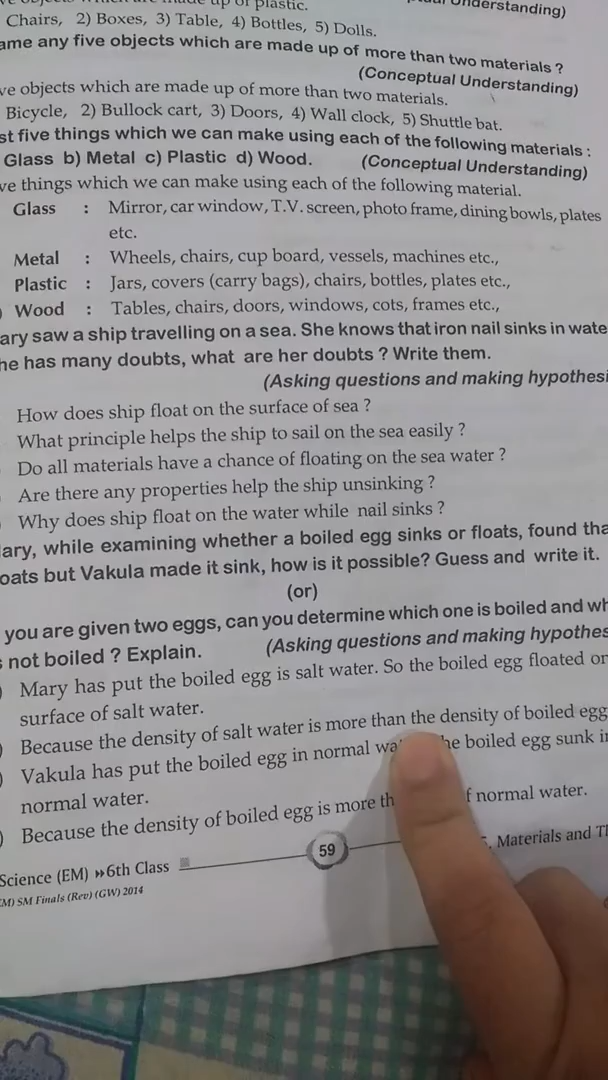 up of plastic.
Understanding)
Chairs, 2) Boxes, 3) Table, 4) Bottles, 5) Dolls.
ame any five objects which are made up of more than two materials ?
(Conceptual Understanding)
ve objects which are made up of more than two materials.
Bicycle, 2) Bullock cart, 3) Doors, 4) Wall clock, 5) Shuttle bat.
st five things which we can make using each of the following materials :
Glass b) Metal c) Plastic d) Wood. (Conceptual Understanding)
ve things which we can make using each of the following material.
Glass : Mirror, car window, T.V. screen, photo frame, dining bowls, plates
etc.
Metal : Wheels, chairs, cup board, vessels, machines etc.,
Plastic : Jars, covers (carry bags), chairs, bottles, plates etc.,
) Wood : Tables, chairs, doors, windows, cots, frames etc.,
ary saw a ship travelling on a sea. She knows that iron nail sinks in wate
he has many doubts, what are her doubts ? Write them.
(Asking questions and making hypothesi
How does ship float on the surface of sea ?
What principle helps the ship to sail on the sea easily ?
Do all materials have a chance of floating on the sea water ?
Are there any properties help the ship unsinking ?
Why does ship float on the water while nail sinks ?
ary, while examining whether a boiled egg sinks or floats, found tha
oats but Vakula made it sink, how is it possible? Guess and write it.
(or)
you are given two eggs, can you determine which one is boiled and wh
s not boiled ? Explain. (Asking questions and making hypothes
) Mary has put the boiled egg is salt water. So the boiled egg floated on
surface of salt water.
) Because the density of salt water is more than the density of boiled egg
) Vakula has put the boiled egg in normal wa he boiled egg sunk in
normal water.
) Because the density of boiled egg is more th f normal water.
Science (EM) »6th Class
59
, Materials and Th
EM) SM Finals (Rev) (GW) 2014